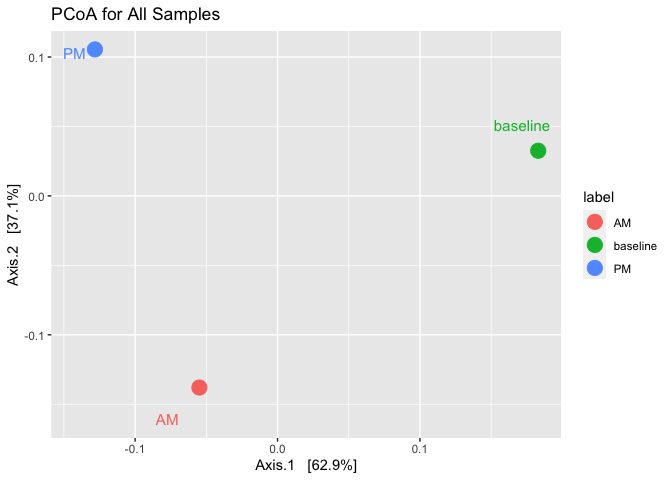 PCoA for All Samples
PM
baseline
AM
0.1
0.0
-0.1
Axis.2 [37.1%]
-0.1
0.0
0.1
Axis.1 [62.9%]
label
AM
baseline
PM